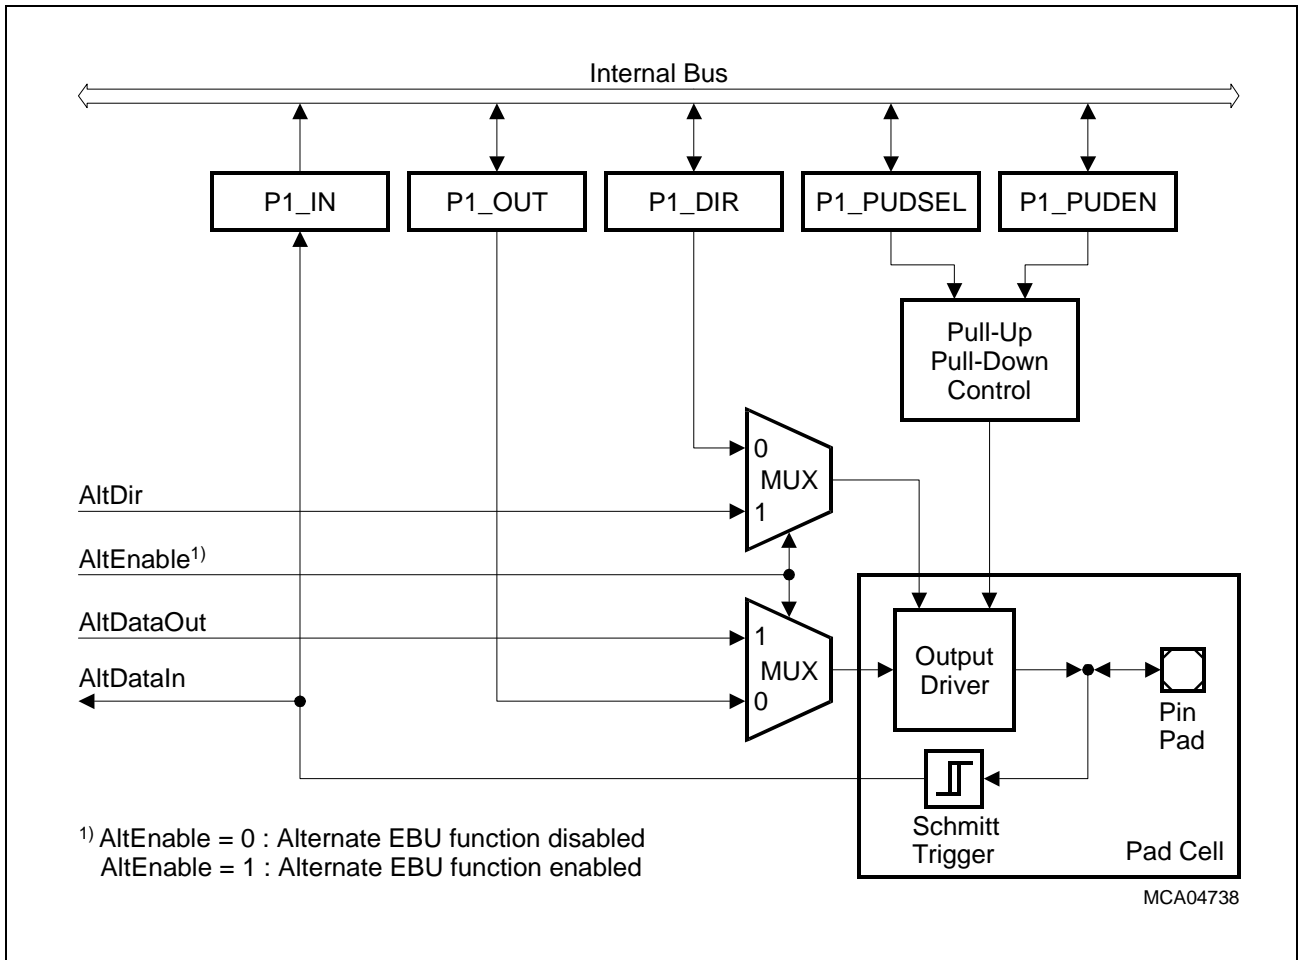 Internal Bus
P1_IN
P1_OUT
P1_DIR
P1_PUDSEL
P1_PUDEN
Pull-Up
Pull-Down
Control
0
MUX
1
AltDir
AltEnable1)
AltDataOut
AltDataIn
1
MUX
0
Output
Driver
Pin
Pad
Schmitt
Trigger
Pad Cell
1) AltEnable = 0 : Alternate EBU function disabled
AltEnable = 1 : Alternate EBU function enabled
MCA04738